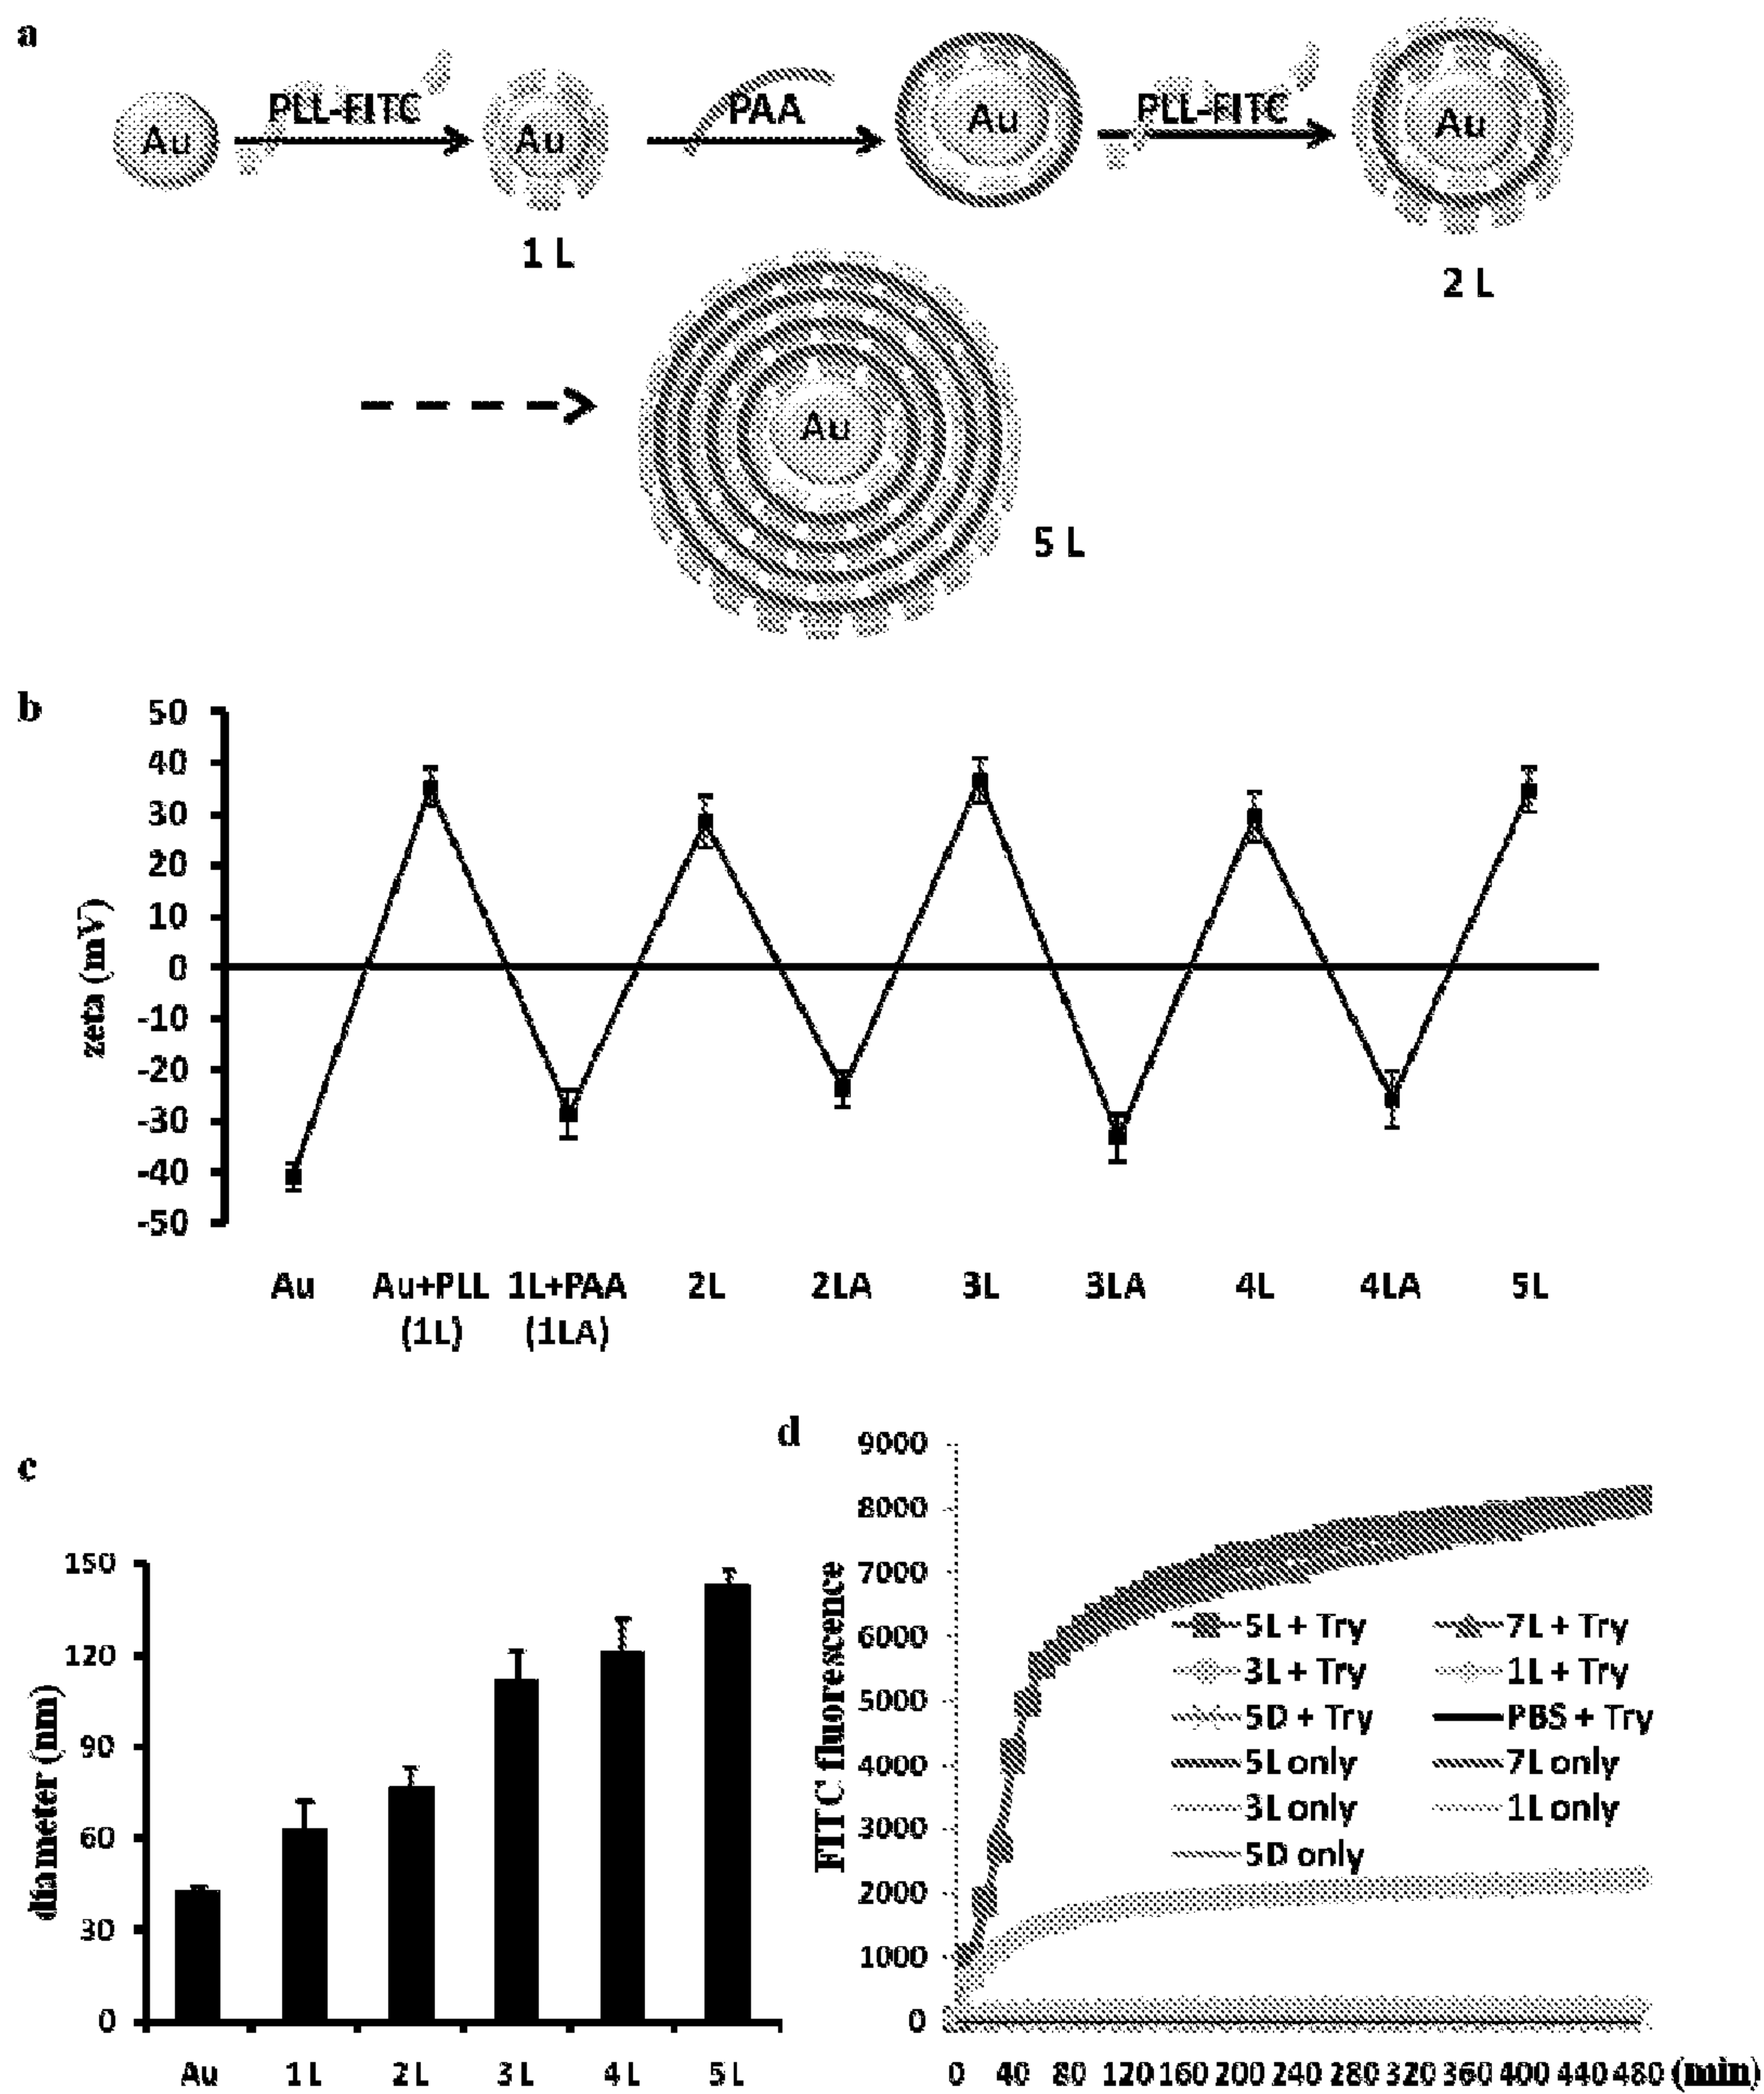 a
Au PLL-FITC Au PAA Au PLL-FITC Au
1 L
2 L
Au
5 L
b
50
40
30
20
10
0
-10
-20
-30
-40
-50
zeta (mV)
Au Au+PLL 1L+PAA 2L 2LA 3L 3LA 4L 4LA 5L
(1L) (1LA)
c
150
120
90
60
30
0
diameter (nm)
Au 1L 2L 3L 4L 5L
d
9000
8000
7000
6000
5000
4000
3000
2000
1000
0
FITC fluorescence
5L + Try 7L + Try
3L + Try 1L + Try
5D + Try PBS + Try
5L only 7L only
3L only 1L only
5D only
0 40 80 120 160 200 240 280 320 360 400 440 480 (min)